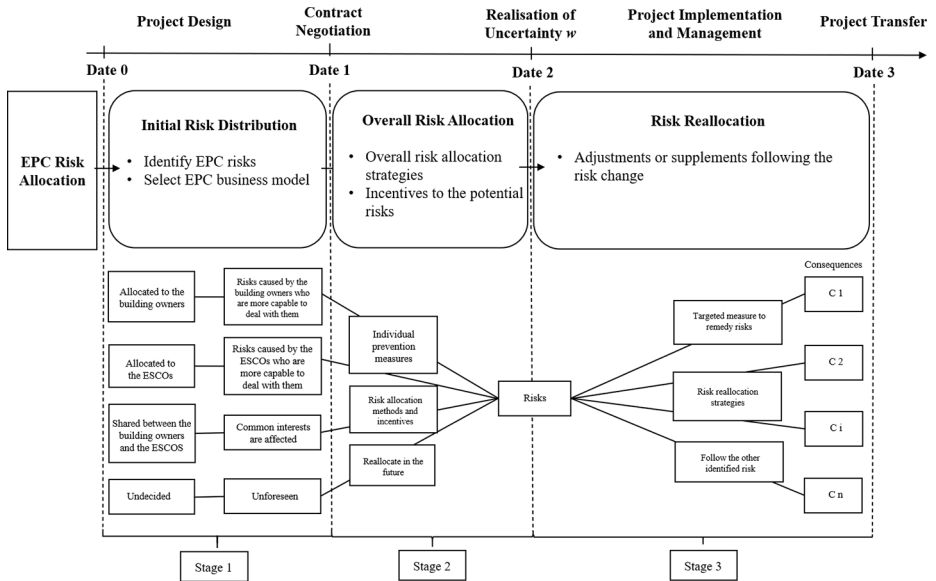 Project Design
Contract
Negotiation
Realisation of
Uncertainty w
Project Implementation
and Management
Project Transfer
Date 0
Date 1
Date 2
Date 3
EPC Risk
Allocation
Initial Risk Distribution
• Identify EPC risks
• Select EPC business model
Overall Risk Allocation
• Overall risk allocation
strategies
• Incentives to the potential
risks
Risk Reallocation
• Adjustments or supplements following the
risk change
Allocated to the
building owners
Risks caused by the
building owners who
are more capable to
deal with them
Allocated to
the ESCOs
Risks caused by the
ESCOs who are
more capable to
deal with them
Shared between the
building owners
and the ESCOS
Common interests
are affected
Undecided
Unforeseen
Individual
prevention
measures
Risk allocation
methods and
incentives
Reallocate in the
future
Risks
Targeted measure to
remedy risks
Risk reallocation
strategies
Follow the other
identified risk
Consequences
C 1
C 2
C i
C n
Stage 1
Stage 2
Stage 3